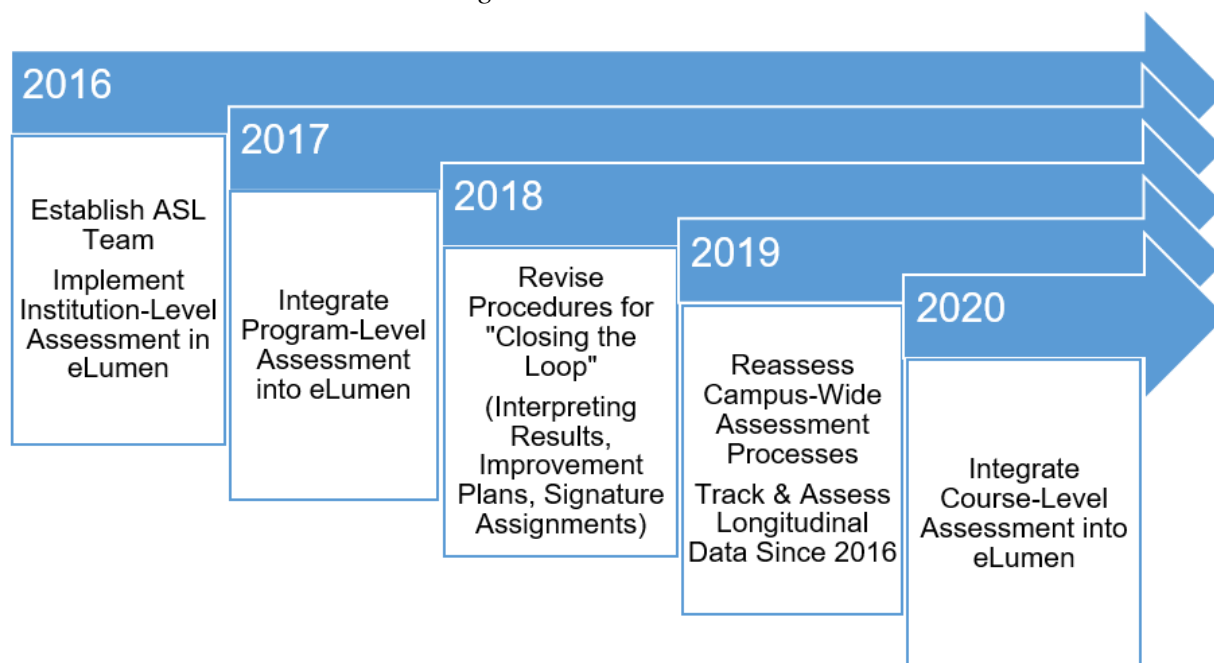 2016
Establish ASL
Team
Implement
Institution-Level
Assessment in
eLumen
2017
Integrate
Program-Level
Assessment
into eLumen
2018
Revise
Procedures for
"Closing the
Loop"
(Interpreting
Results,
Improvement
Plans, Signature
Assignments)
2019
Reassess
Campus-Wide
Assessment
Processes
Track & Assess
Longitudinal
Data Since 2016
2020
Integrate
Course-Level
Assessment into
eLumen